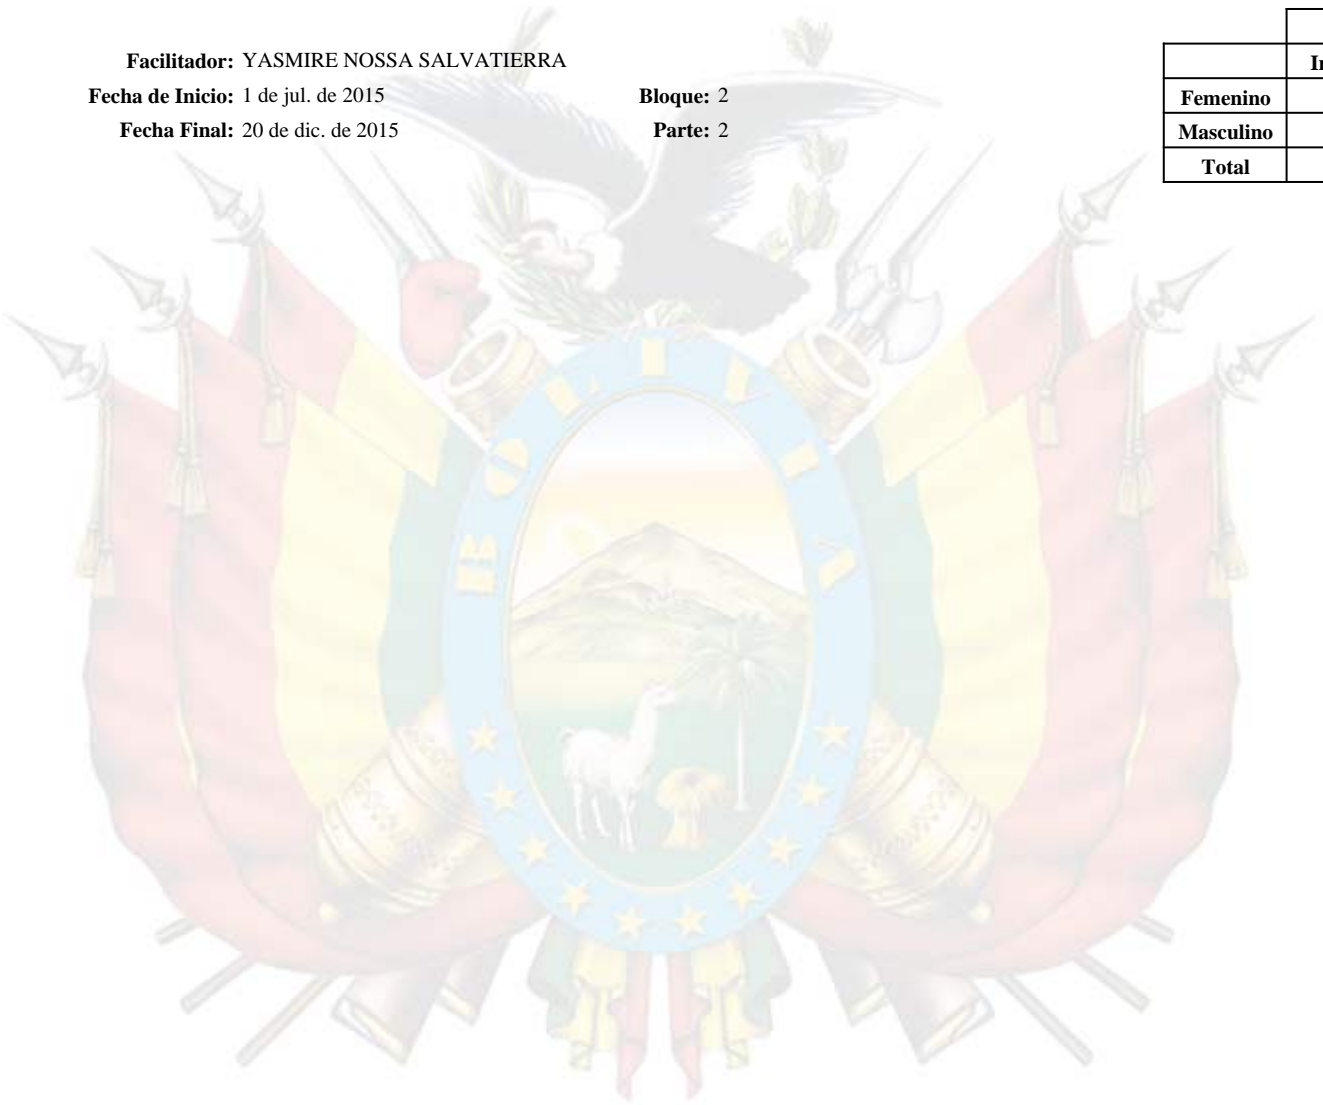 Facilitador: YASMIRE NOSSA SALVATIERRA
Fecha de Inicio: 1 de jul. de 2015 Bloque: 2
Fecha Final: 20 de dic. de 2015 Parte: 2
Femenino
Masculino
Total
BOLIVIA